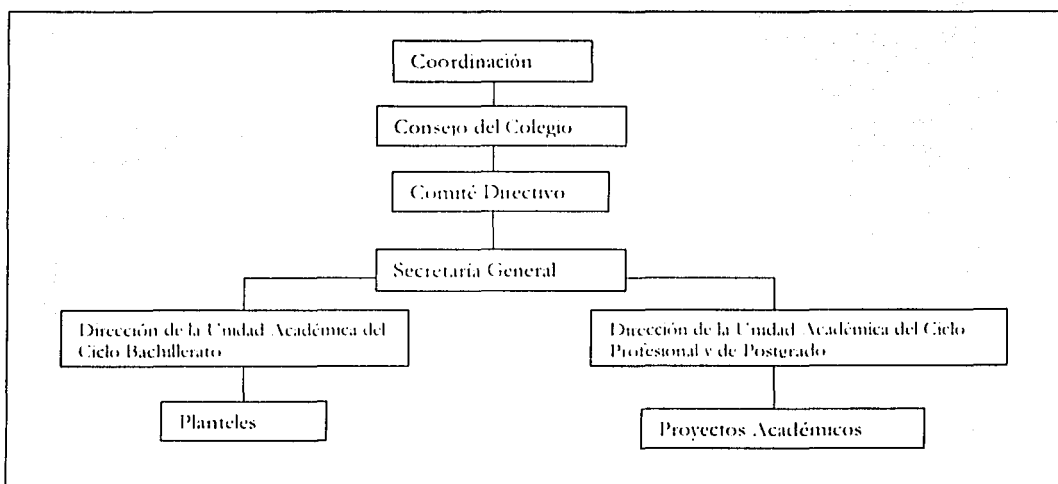 Coordinación
Consejo del Colegio
Comité Directivo
Secretaría General
Dirección de la Unidad Académica del
Ciclo Bachillerato
Dirección de la Unidad Académica del Ciclo
Profesional y de Postgrado
Planteles
Proyectos Académicos